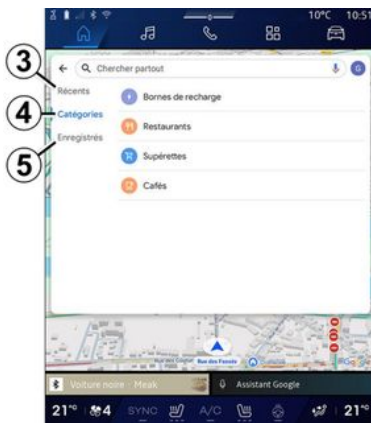 10°C 10:51
Chercher partout G
3 Récents
Bornes de recharge
4 Catégories
Restaurants
5 Enregistrés
Supérettes
Cafés
Rue des Fossés
Voiture noire - Meak
Assistant Google
21°C 4 SYNC A/C 21°C